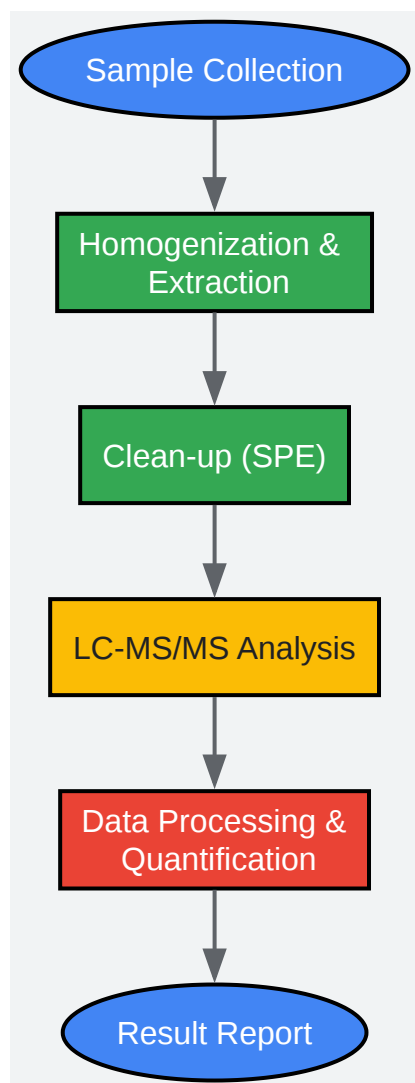 Sample Collection
Homogenization &
Extraction
Clean-up (SPE)
LC-MS/MS Analysis
Data Processing &
Quantification
Result Report